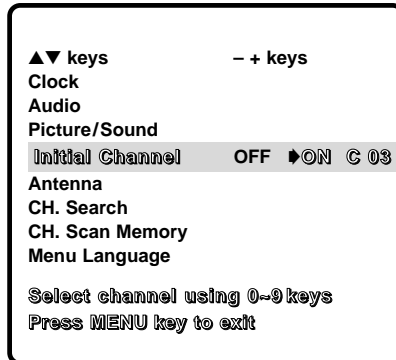 ▲▼ keys – + keys
Clock
Audio
Picture/Sound
Initial Channel OFF ➧ON C 03
Antenna
CH. Search
CH. Scan Memory
Menu Language
Select channel using 0~9 keys
Press MENU key to exit